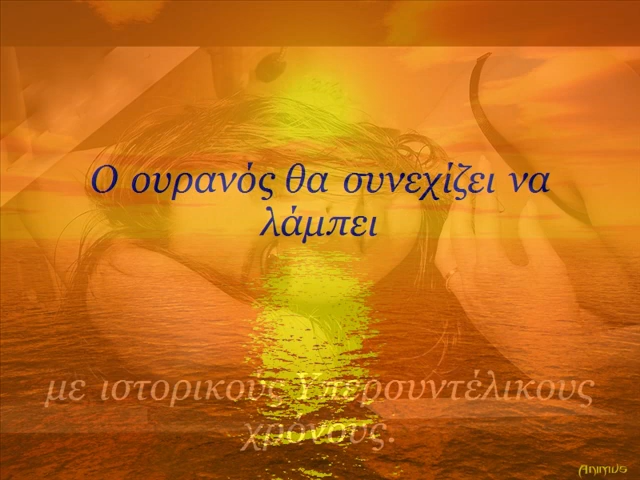 Ο ουρανός θα συνεχίζει να
λάμπει
με ιστορικούς Υπερσυντέλικους
χρόνους.
Animus